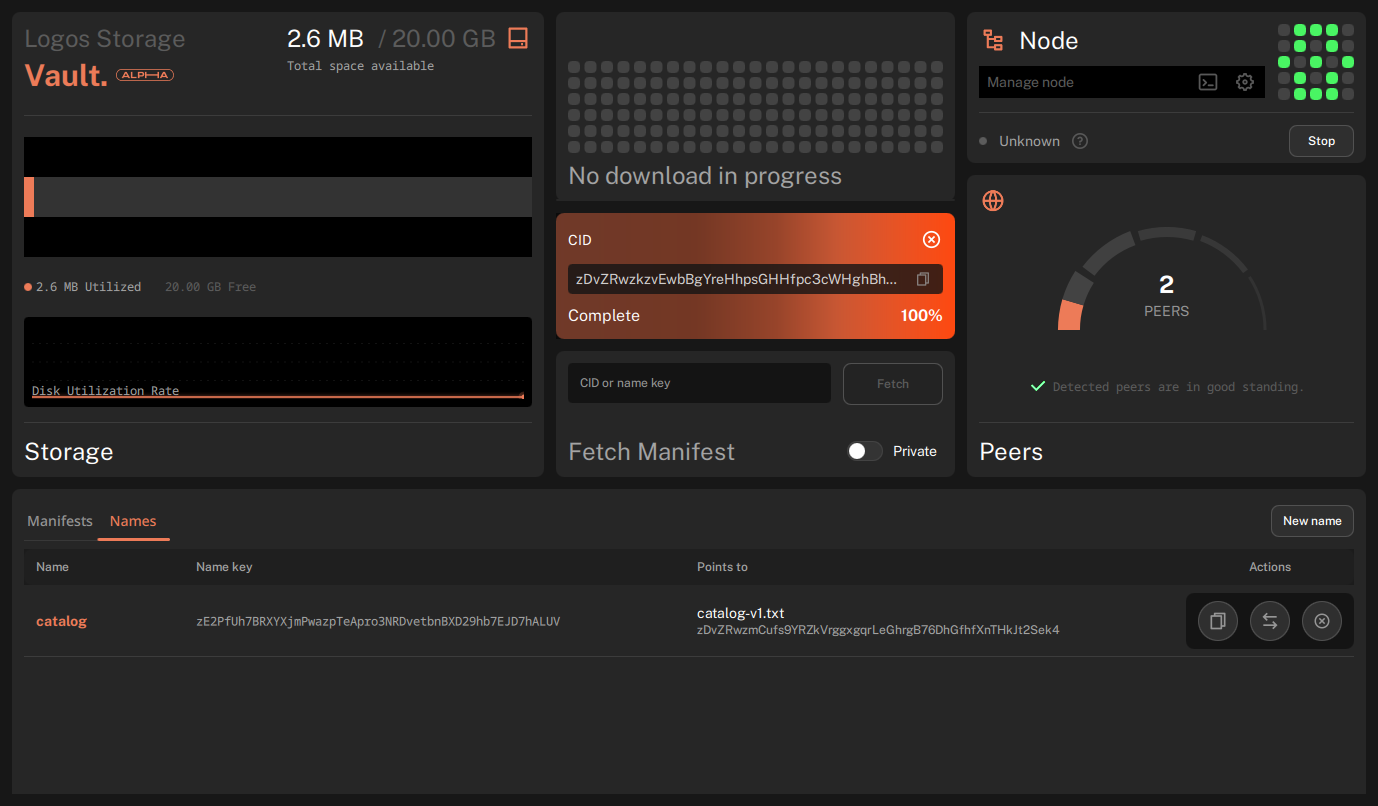 Logos Storage
Vault. ALPHA
2.6 MB / 20.00 GB
Total space available
2.6 MB Utilized 20.00 GB Free
Disk Utilization Rate
Storage
No download in progress
CID
zDvZRwzkzvEwbBgYreHhpsGHHfpc3cWHghBh...
Complete 100%
CID or name key Fetch
Fetch Manifest Private
Node
Manage node
Unknown ? Stop
2
PEERS
Detected peers are in good standing.
Peers
Manifests Names New name
Name Name key Points to Actions
catalog zE2PfUh7BRXYXjmPwazpTeApro3NRDvetbnBXD29hb7EJD7hALUV catalog-v1.txt
zDvZRwzmCufs9YRZkVrggxgqrLeGhrgB76DhGfhfXnTHkJt2Sek4